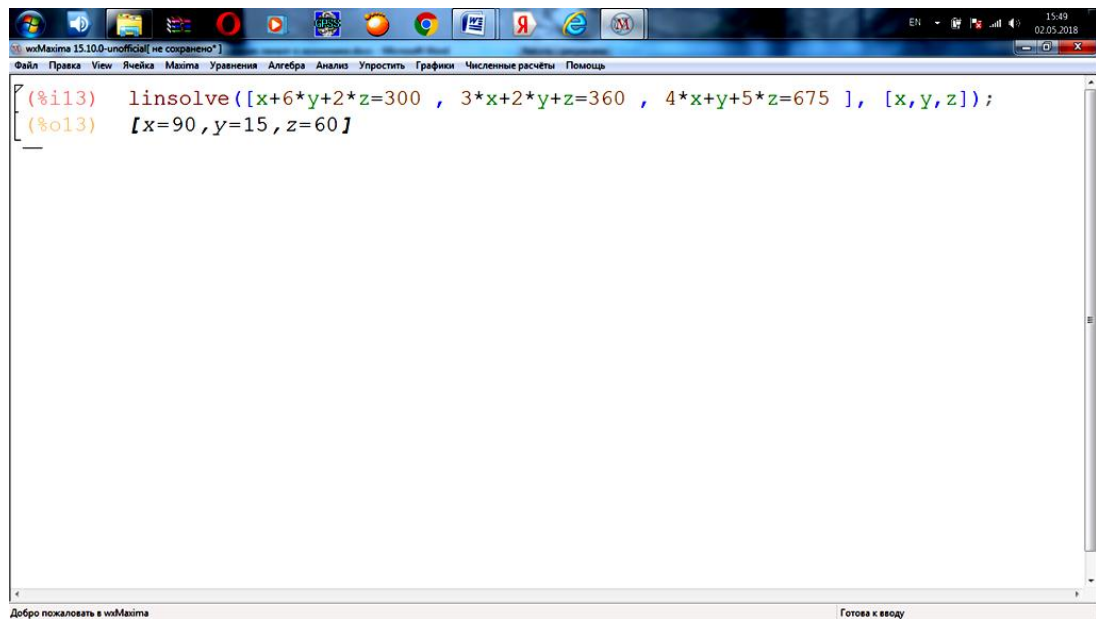 EN 15:49
02.05.2018
wxMaxima 15.10.0-unofficial[ не сохранено* ]
Файл Правка View Ячейка Maxima Уравнения Алгебра Анализ Упростить Графики Численные расчёты Помощь
(%i13) linsolve([x+6*y+2*z=300 , 3*x+2*y+z=360 , 4*x+y+5*z=675 ], [x,y,z]);
(%o13) [x=90,y=15,z=60]
Добро пожаловать в wxMaxima Готова к вводу